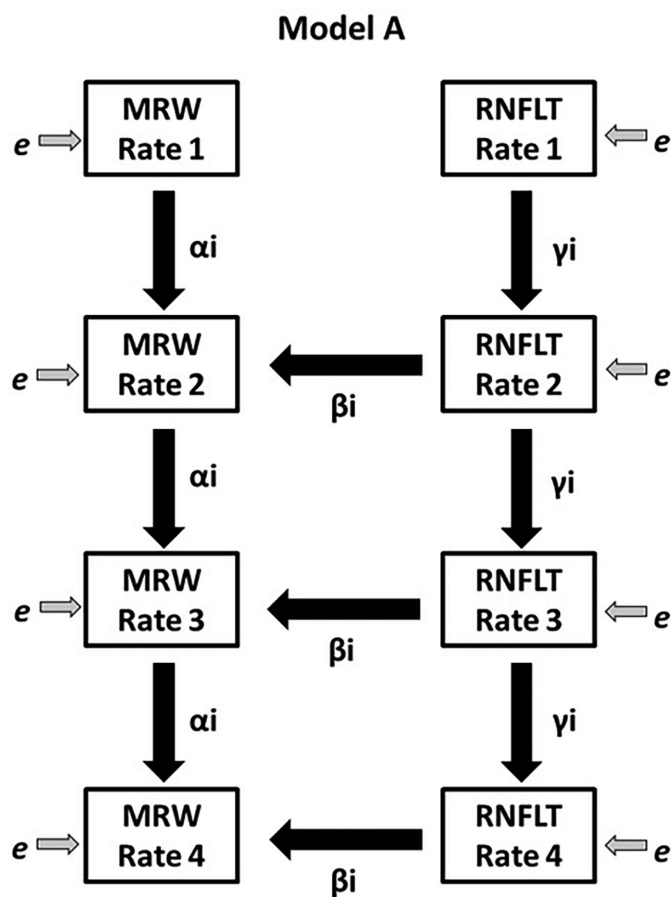 Model A
MRW
Rate 1
RNFLT
Rate 1
e
e
αi
γi
MRW
Rate 2
RNFLT
Rate 2
e
e
βi
αi
γi
MRW
Rate 3
RNFLT
Rate 3
e
e
βi
αi
γi
MRW
Rate 4
RNFLT
Rate 4
e
e
βi